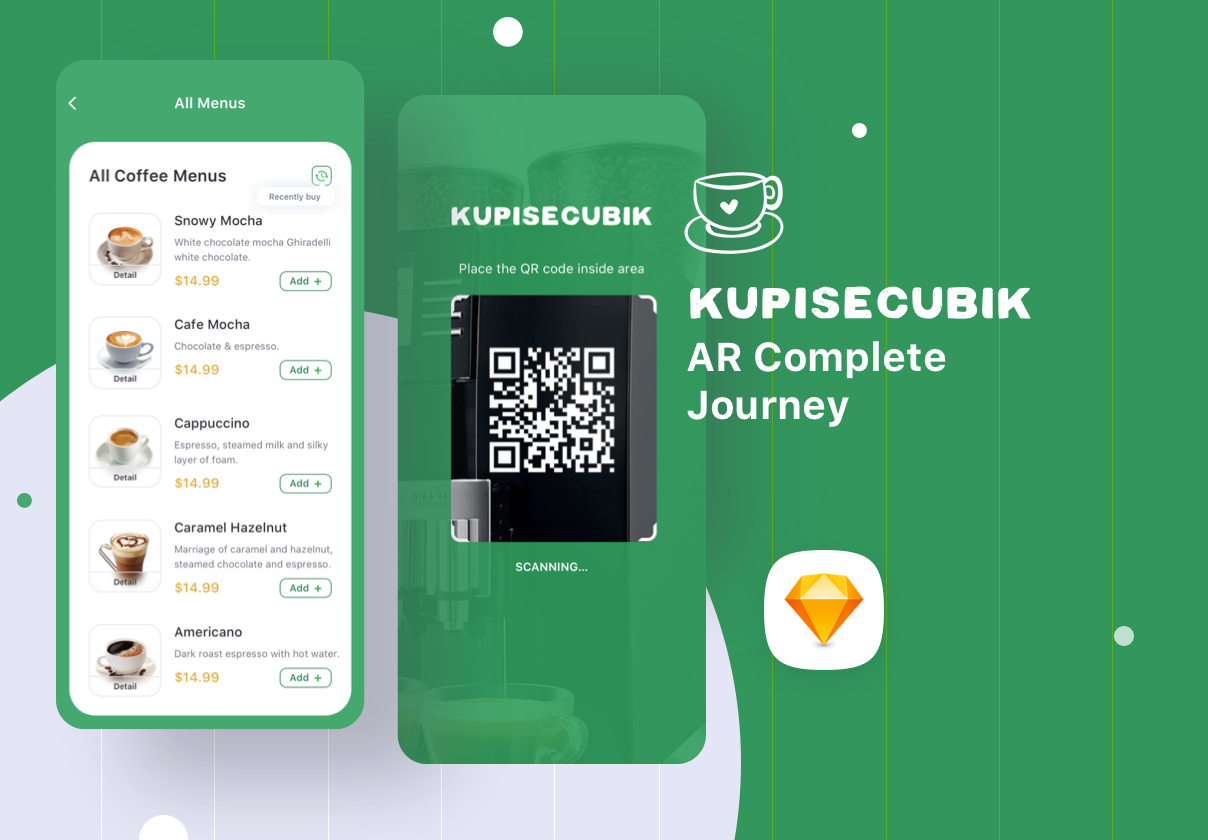 All Menus
All Coffee Menus
Recently buy
Snowy Mocha
White chocolate mocha Ghiradelli
white chocolate.
Detail
$14.99
Add +
Cafe Mocha
Chocolate & espresso.
Detail
$14.99
Add +
Cappuccino
Espresso, steamed milk and silky
layer of foam.
Detail
$14.99
Add +
Caramel Hazelnut
Marriage of caramel and hazelnut,
steamed chocolate and espresso.
Detail
$14.99
Add +
Americano
Dark roast espresso with hot water.
Detail
$14.99
Add +
KUPISECUBIK
Place the QR code inside area
SCANNING...
KUPISECUBIK
AR Complete
Journey